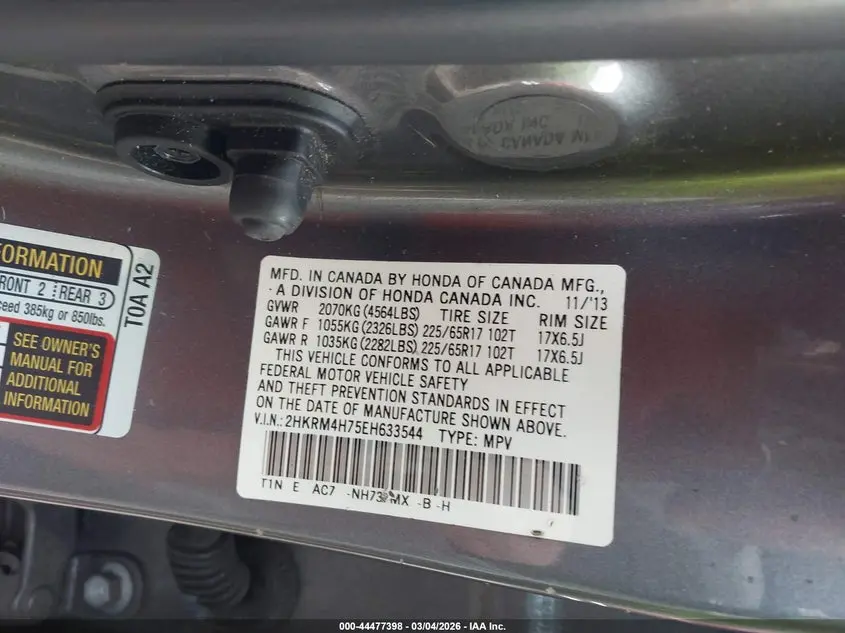 FORMATION
FRONT 2 REAR 3
ceed 385kg or 850lbs.
SEE OWNER'S
MANUAL FOR
ADDITIONAL
INFORMATION
T0A A2
MFD. IN CANADA BY HONDA OF CANADA MFG.,
A DIVISION OF HONDA CANADA INC. 11/'13
GVWR 2070KG (4564LBS) TIRE SIZE RIM SIZE
GAWR F 1055KG (2326LBS) 225/65R17 102T 17X6.5J
GAWR R 1035KG (2282LBS) 225/65R17 102T 17X6.5J
THIS VEHICLE CONFORMS TO ALL APPLICABLE
FEDERAL MOTOR VEHICLE SAFETY
AND THEFT PREVENTION STANDARDS IN EFFECT
ON THE DATE OF MANUFACTURE SHOWN ABOVE.
V.I.N.: 2HKRM4H75EH633544 TYPE: MPV
T1N E AC7 -B -H
000-44477398 - 03/04/2026 - IAA Inc.